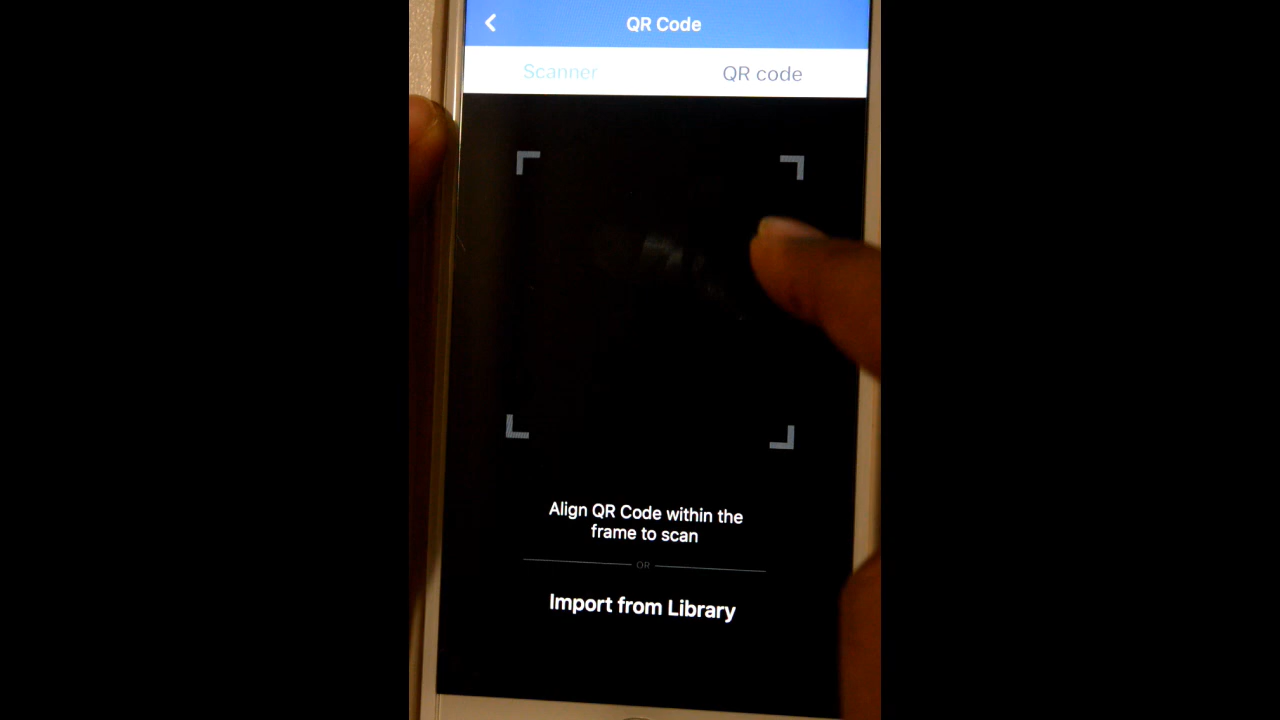 QR Code
Scanner
QR code
Align QR Code within the
frame to scan
OR
Import from Library